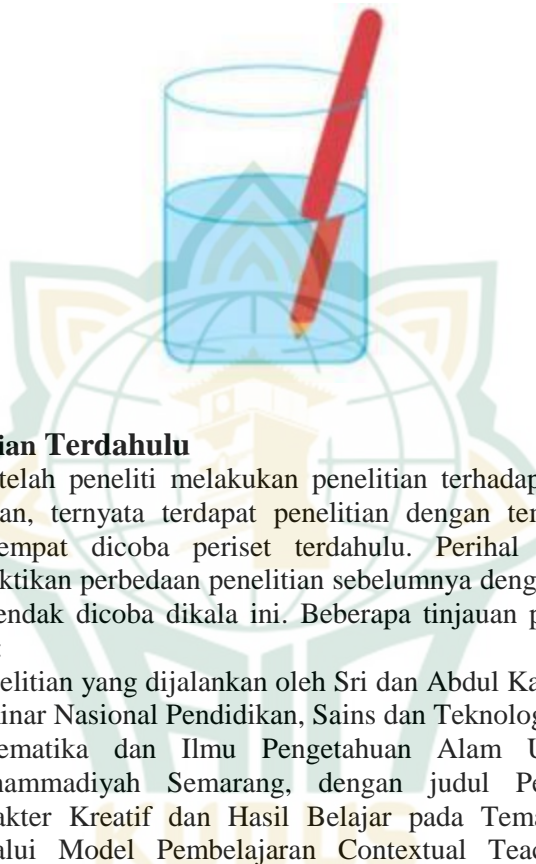 ian Terdahulu
telah peneliti melakukan penelitian terhadap
an, ternyata terdapat penelitian dengan ter
empat dicoba periset terdahulu. Perihal
ktikan perbedaan penelitian sebelumnya deng
endak dicoba dikala ini. Beberapa tinjauan p
:
elitian yang dijalankan oleh Sri dan Abdul Ka
inar Nasional Pendidikan, Sains dan Teknolog
ematika dan Ilmu Pengetahuan Alam U
hammadiyah Semarang, dengan judul Pe
akter Kreatif dan Hasil Belajar pada Tema
alui Model Pembelajaran Contextual Teac